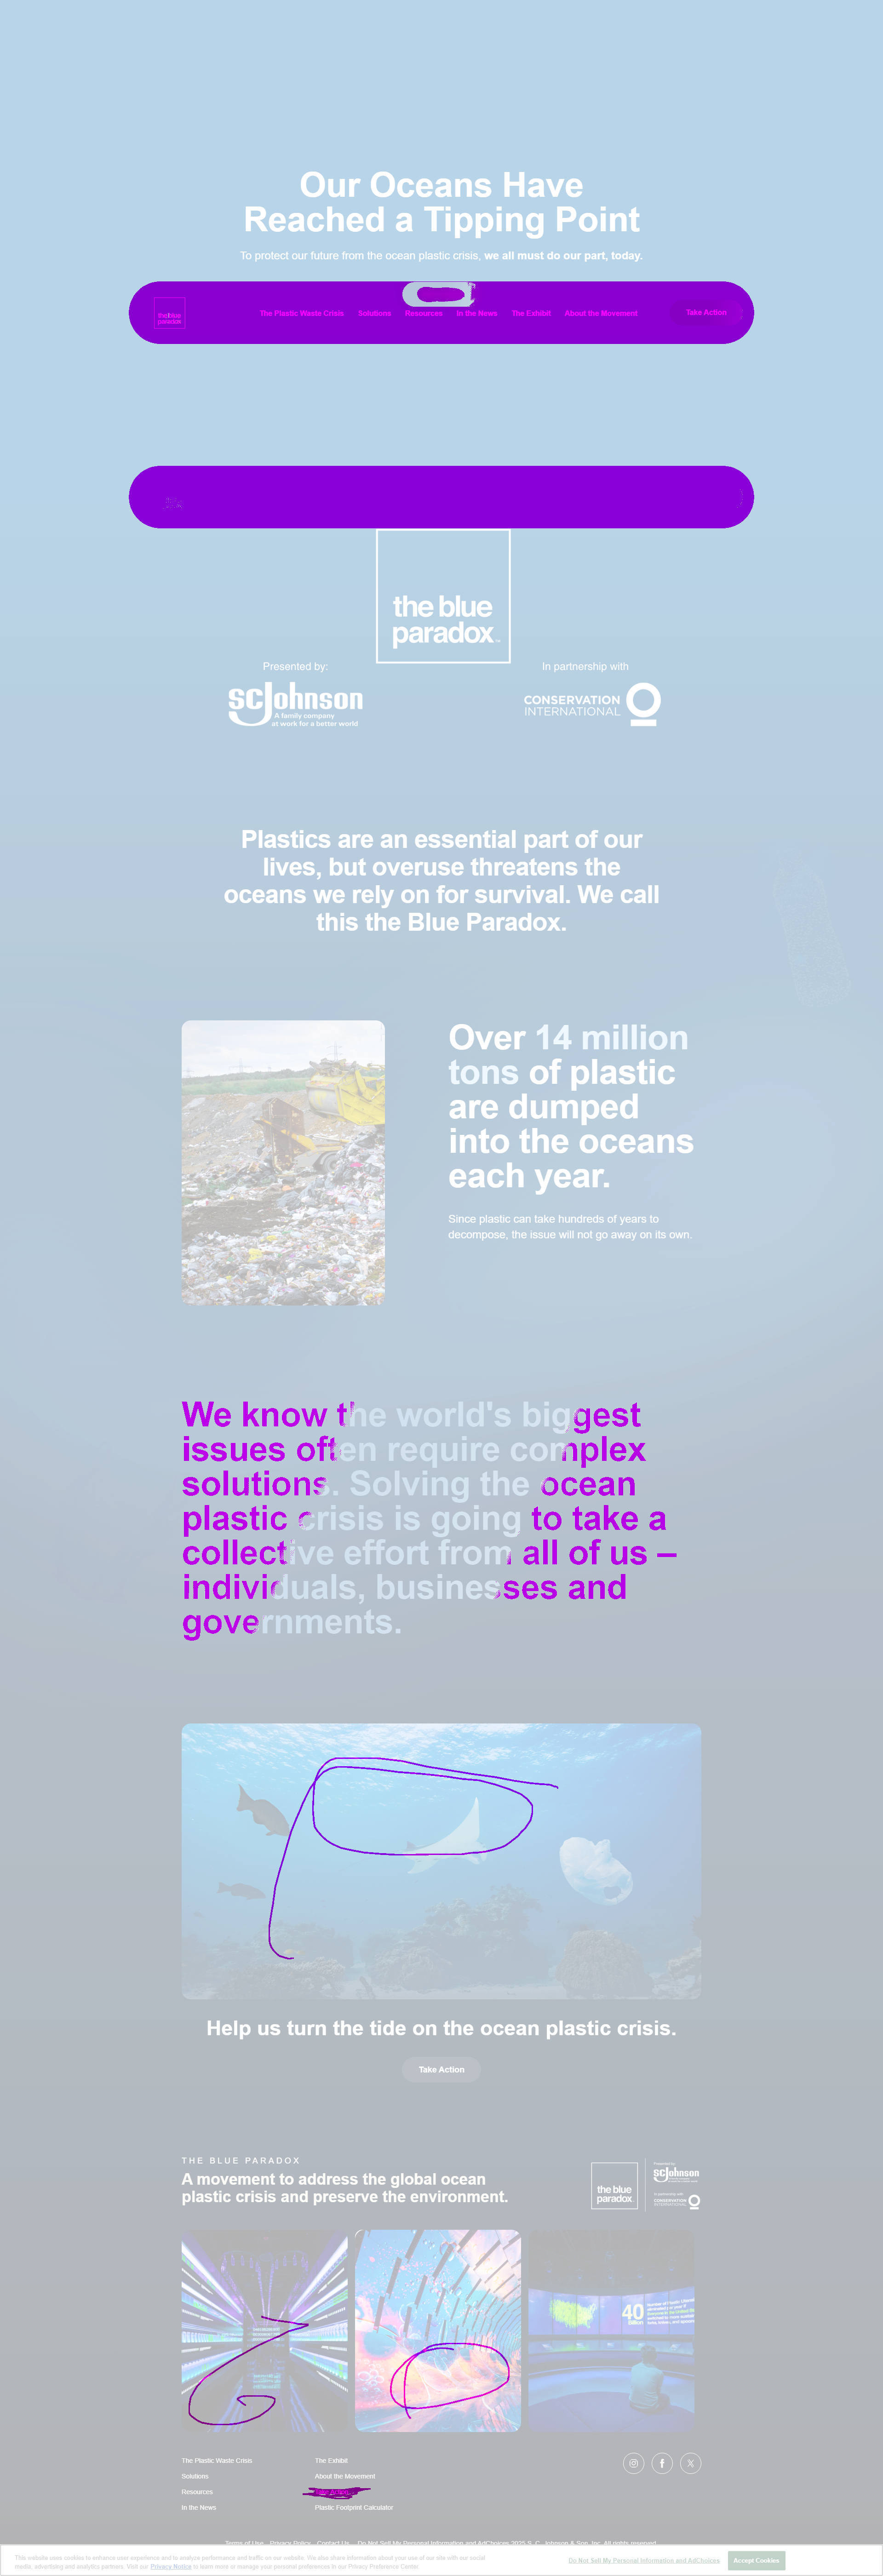 Our Oceans Have
Reached a Tipping Point
To protect our future from the ocean plastic crisis, we all must do our part, today.
the blue
paradox
The Plastic Waste Crisis
Solutions
Resources
In the News
The Exhibit
About the Movement
Take Action
the blue
paradox
Presented by:
SC Johnson
A family company
at work for a better world
In partnership with
CONSERVATION
INTERNATIONAL
Plastics are an essential part of our
lives, but overuse threatens the
oceans we rely on for survival. We call
this the Blue Paradox.
Over 14 million
tons of plastic
are dumped
into the oceans
each year.
Since plastic can take hundreds of years to
decompose, the issue will not go away on its own.
We know the world's biggest
issues often require complex
solutions. Solving the ocean
plastic crisis is going to take a
collective effort from all of us –
individuals, businesses and
governments.
Help us turn the tide on the ocean plastic crisis.
Take Action
THE BLUE PARADOX
A movement to address the global ocean
plastic crisis and preserve the environment.
the blue
paradox
Presented by:
SC Johnson
In partnership with
CONSERVATION
INTERNATIONAL
40
The Plastic Waste Crisis
Solutions
Resources
In the News
The Exhibit
About the Movement
Plastic Footprint Calculator
Terms of Use Privacy Policy Contact Us Do Not Sell My Personal Information and AdChoices 2025 S. C. Johnson & Son, Inc. All rights reserved.
This website uses cookies to enhance user experience and to analyze performance and traffic on our website. We also share information about your use of our site with our social
media, advertising and analytics partners. Visit our Privacy Notice to learn more or manage your personal preferences in our Privacy Preference Center.
Do Not Sell My Personal Information and AdChoices
Accept Cookies